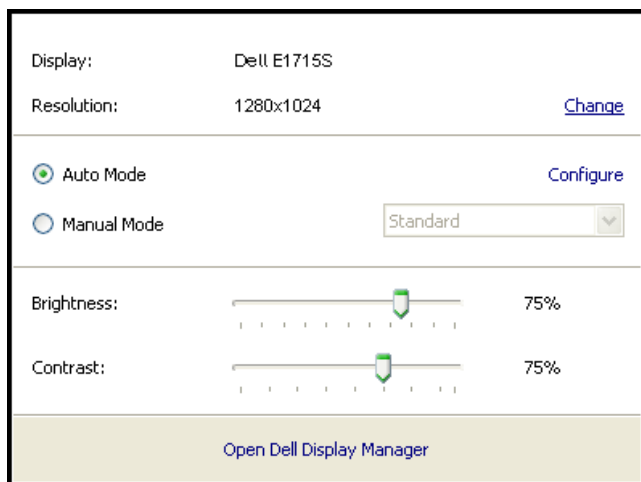 Display: Dell E1715S
Resolution: 1280x1024 Change
Auto Mode Configure
Manual Mode Standard
Brightness: 75%
Contrast: 75%
Open Dell Display Manager